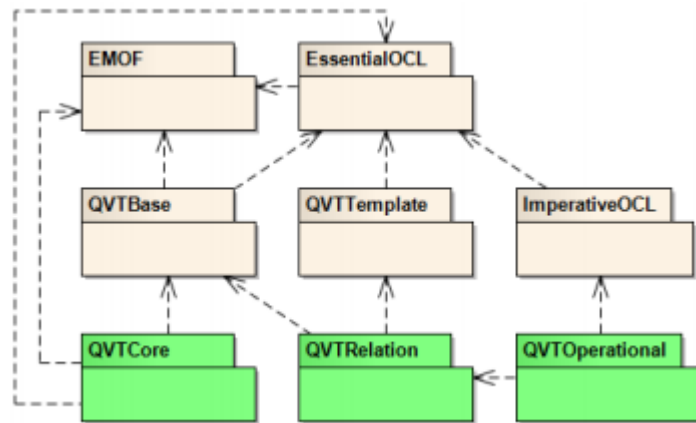 EMOF
EssentialOCL
QVTBase
QVTTemplate
ImperativeOCL
QVTCore
QVTRelation
QVTOperational